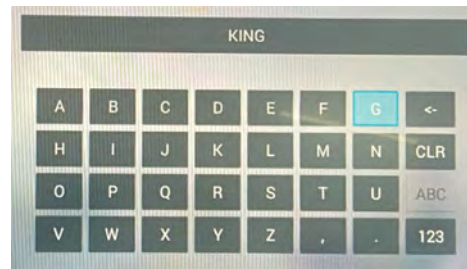 KING
A B C D E F G <-
H I J K L M N CLR
O P Q R S T U ABC
V W X Y Z , . 123